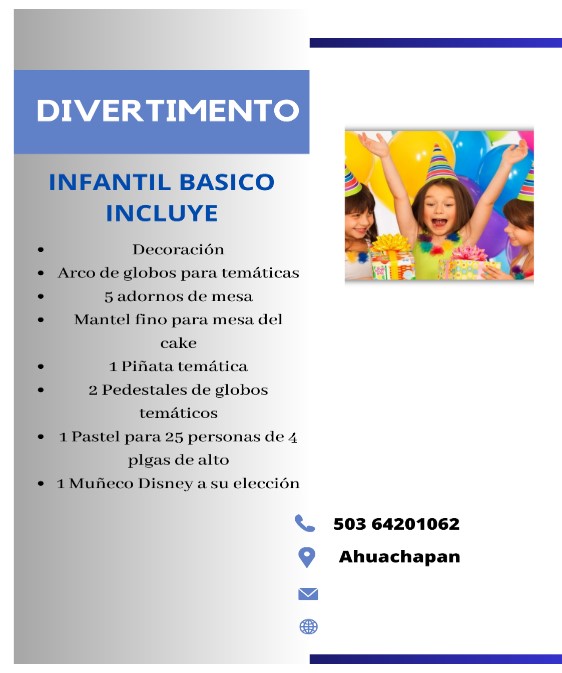 DIVERTIMENTO
INFANTIL BASICO
INCLUYE
• Decoración
• Arco de globos para temáticas
• 5 adornos de mesa
• Mantel fino para mesa del
cake
• 1 Piñata temática
• 2 Pedestales de globos
temáticos
• 1 Pastel para 25 personas de 4
plgas de alto
• 1 Muñeco Disney a su elección
503 64201062
Ahuachapan